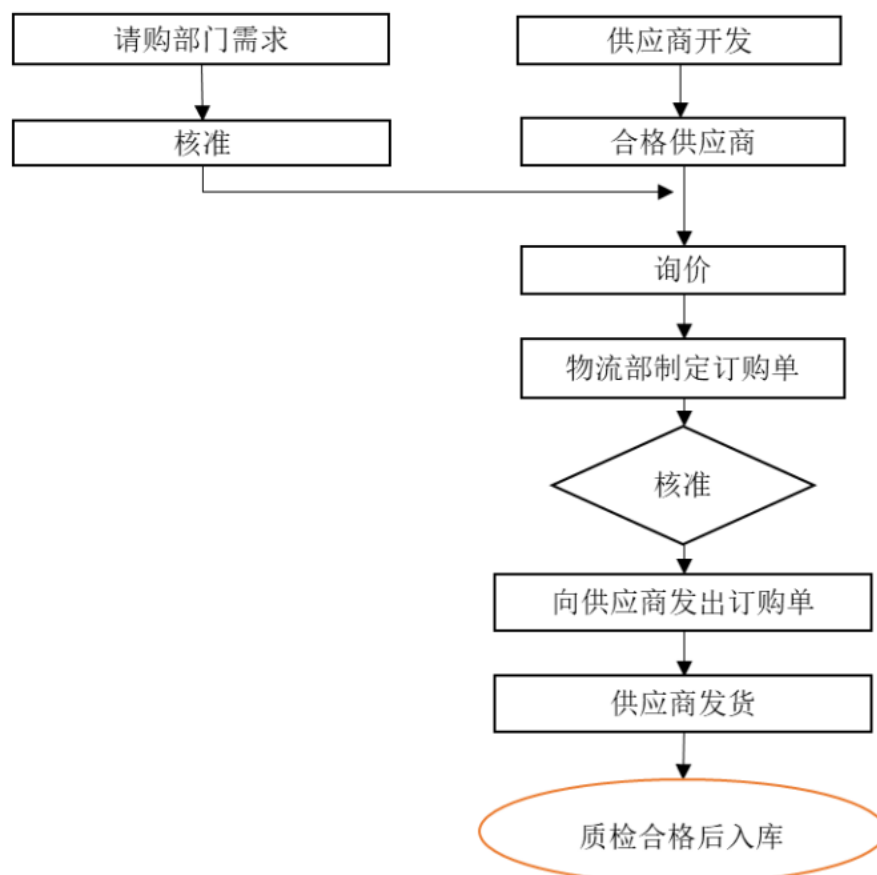 请购部门需求
供应商开发
核准
合格供应商
询价
物流部制定订购单
核准
向供应商发出订购单
供应商发货
质检合格后入库